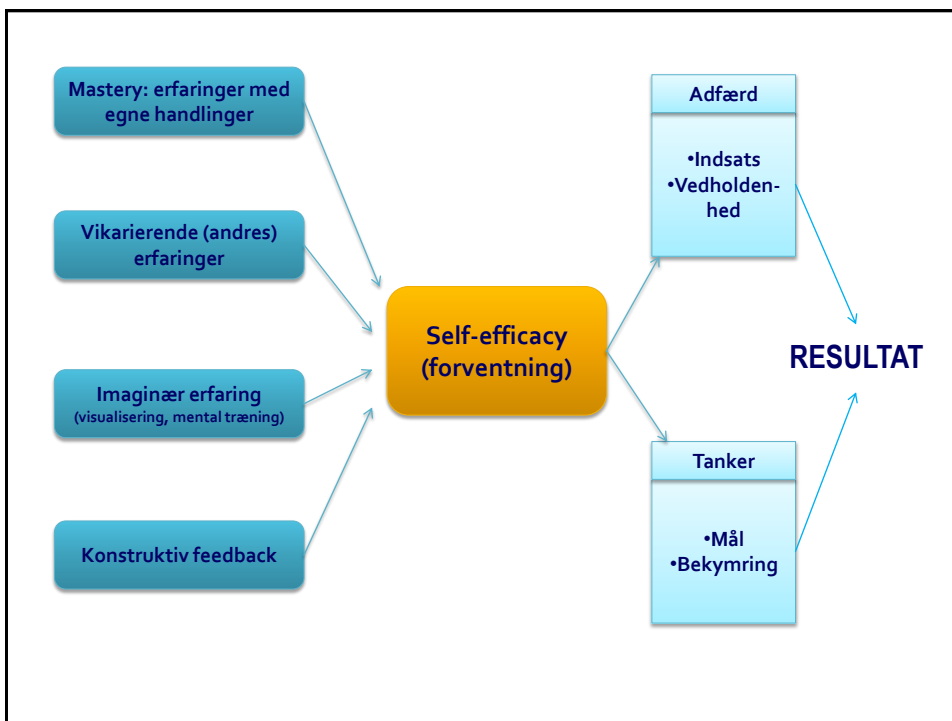 Mastery: erfaringer med
egne handlinger
Vikarierende (andres)
erfaringer
Imaginær erfaring
(visualisering, mental træning)
Konstruktiv feedback
Self-efficacy
(forventning)
Adfærd
•Indsats
•Vedholden-
hed
Tanker
•Mål
•Bekymring
RESULTAT